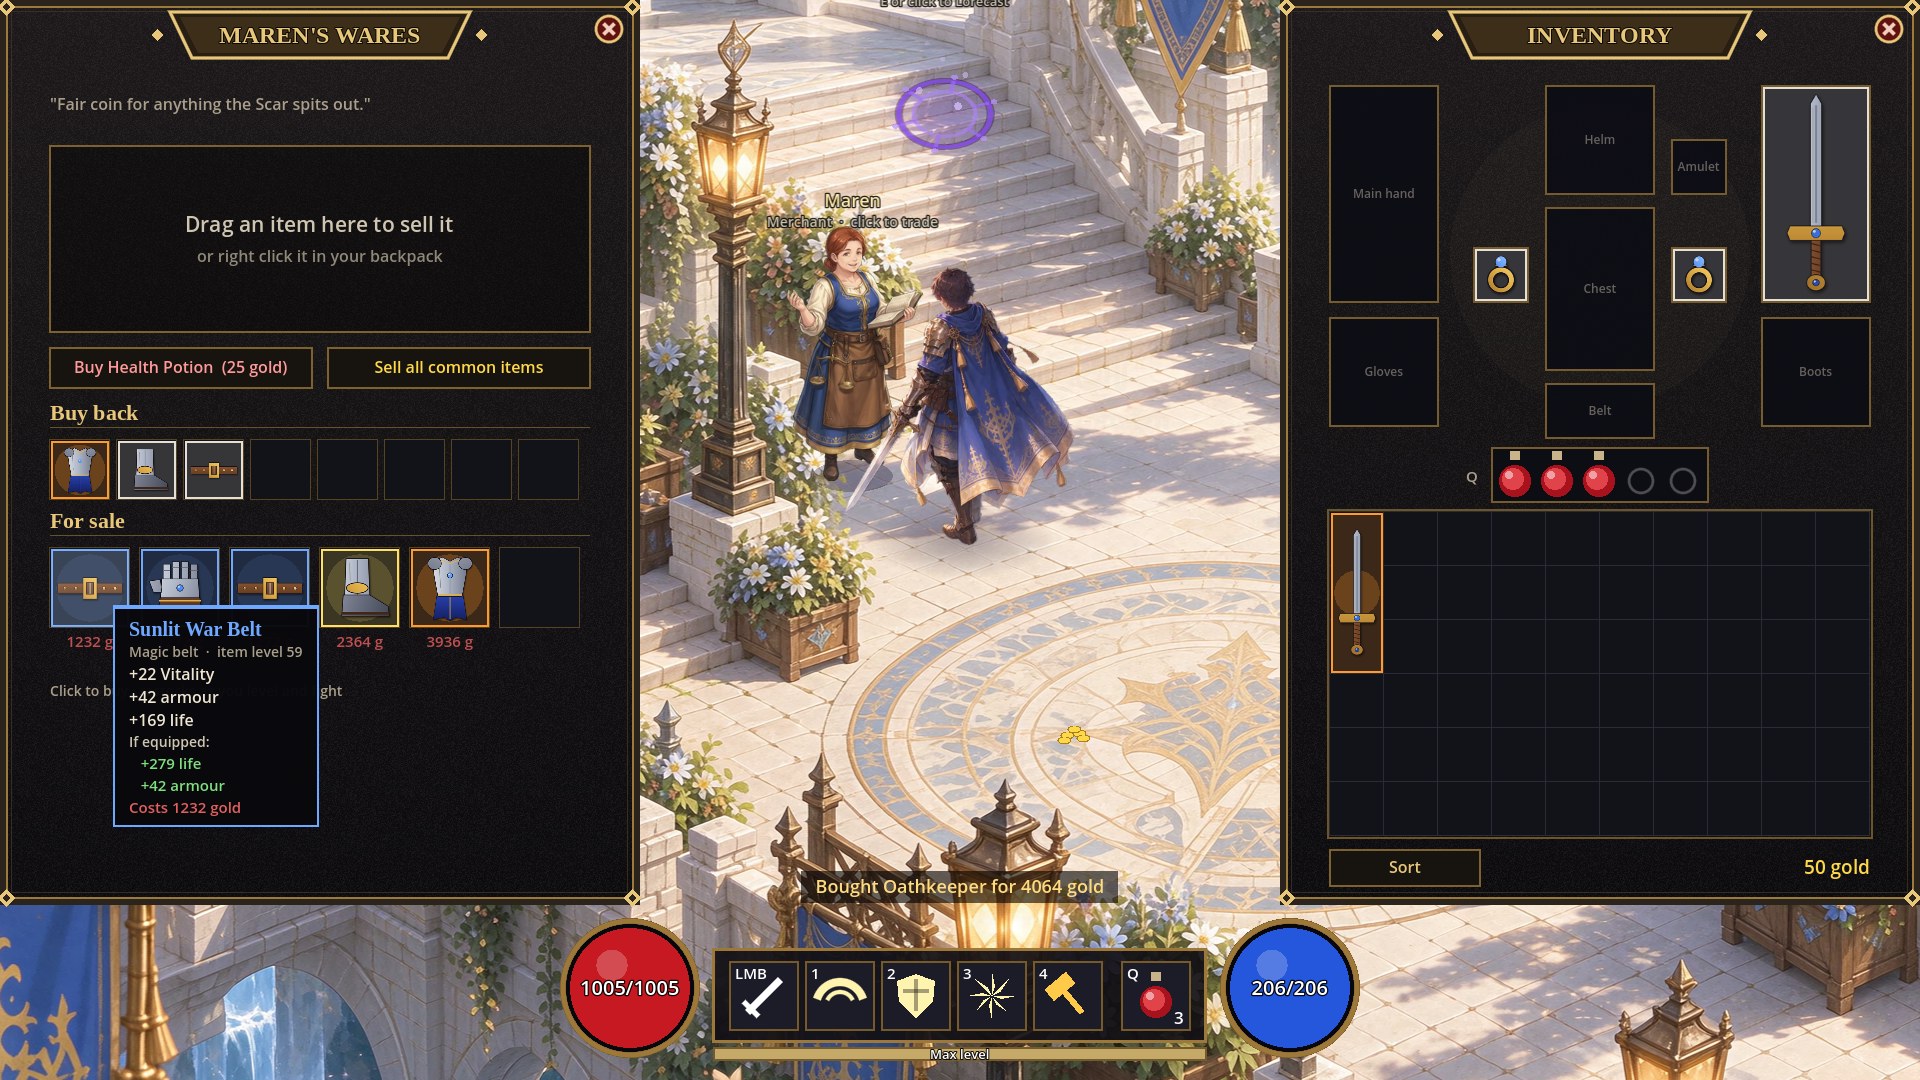 MAREN'S WARES
"Fair coin for anything the Scar spits out."
Drag an item here to sell it
or right click it in your backpack
Buy Health Potion (25 gold)
Sell all common items
Buy back
For sale
1232 g
2364 g
3936 g
Click to b
ght
Sunlit War Belt
Magic belt · item level 59
+22 Vitality
+42 armour
+169 life
If equipped:
+279 life
+42 armour
Costs 1232 gold
E or click to Lorecast
Maren
Merchant · click to trade
Bought Oathkeeper for 4064 gold
INVENTORY
Main hand
Helm
Amulet
Chest
Gloves
Belt
Boots
Q
Sort
50 gold
1005/1005
LMB
1
2
3
4
Q
3
206/206
Max level